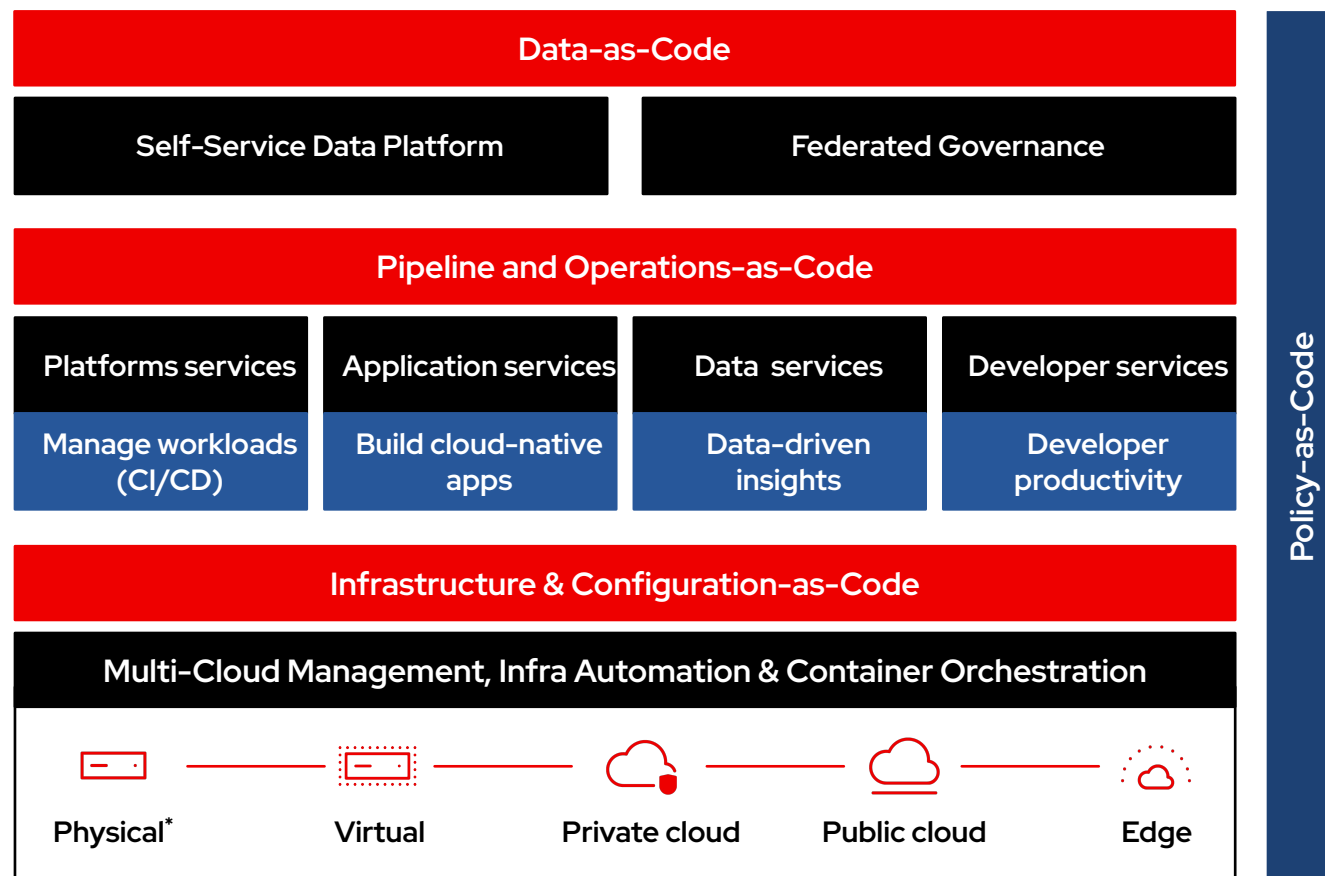 Data-as-Code
Self-Service Data Platform
Federated Governance
Pipeline and Operations-as-Code
Platforms services
Application services
Data services
Developer services
Manage workloads
(CI/CD)
Build cloud-native
apps
Data-driven
insights
Developer
productivity
Infrastructure & Configuration-as-Code
Multi-Cloud Management, Infra Automation & Container Orchestration
Physical*
Virtual
Private cloud
Public cloud
Edge
Policy-as-Code